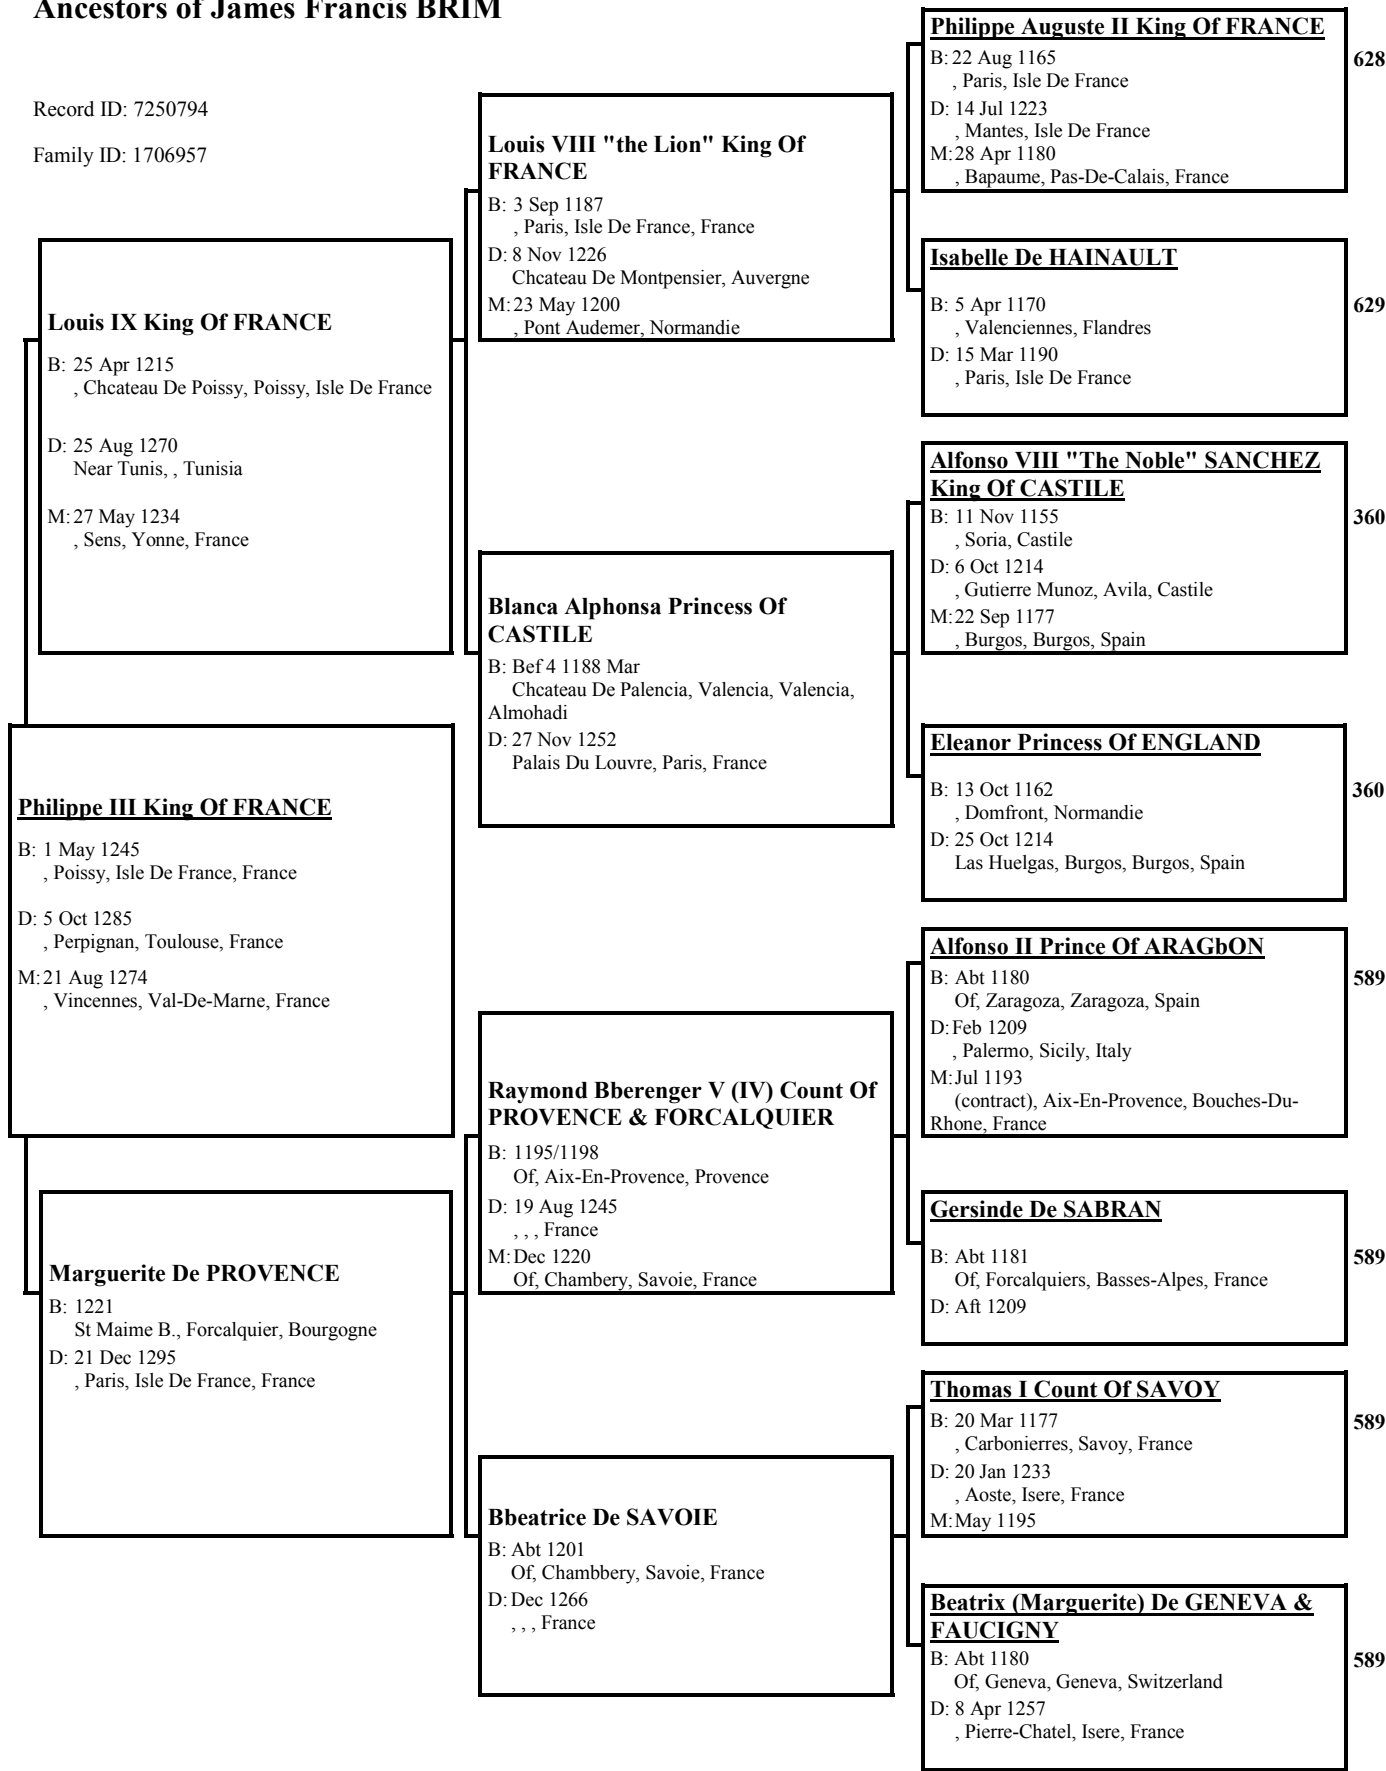 Ancestors of James Francis BRIM
Record ID: 7250794
Family ID: 1706957
Louis IX King Of FRANCE
B: 25 Apr 1215
, Chcateau De Poissy, Poissy, Isle De France
D: 25 Aug 1270
Near Tunis, , Tunisia
M: 27 May 1234
, Sens, Yonne, France
Philippe III King Of FRANCE
B: 1 May 1245
, Poissy, Isle De France, France
D: 5 Oct 1285
, Perpignan, Toulouse, France
M: 21 Aug 1274
, Vincennes, Val-De-Marne, France
Marguerite De PROVENCE
B: 1221
St Maime B., Forcalquier, Bourgogne
D: 21 Dec 1295
, Paris, Isle De France, France
Louis VIII "the Lion" King Of
FRANCE
B: 3 Sep 1187
, Paris, Isle De France, France
D: 8 Nov 1226
Chcateau De Montpensier, Auvergne
M: 23 May 1200
, Pont Audemer, Normandie
Blanca Alphonsa Princess Of
CASTILE
B: Bef 4 1188 Mar
Chcateau De Palencia, Valencia, Valencia,
Almohadi
D: 27 Nov 1252
Palais Du Louvre, Paris, France
Raymond Bberenger V (IV) Count Of
PROVENCE & FORCALQUIER
B: 1195/1198
Of, Aix-En-Provence, Provence
D: 19 Aug 1245
, , , France
M: Dec 1220
Of, Chambery, Savoie, France
Bbeatrice De SAVOIE
B: Abt 1201
Of, Chambbery, Savoie, France
D: Dec 1266
, , , France
Philippe Auguste II King Of FRANCE
B: 22 Aug 1165
, Paris, Isle De France
D: 14 Jul 1223
, Mantes, Isle De France
M: 28 Apr 1180
, Bapaume, Pas-De-Calais, France
628
Isabelle De HAINAULT
B: 5 Apr 1170
, Valenciennes, Flandres
D: 15 Mar 1190
, Paris, Isle De France
629
Alfonso VIII "The Noble" SANCHEZ
King Of CASTILE
B: 11 Nov 1155
, Soria, Castile
D: 6 Oct 1214
, Gutierre Munoz, Avila, Castile
M: 22 Sep 1177
, Burgos, Burgos, Spain
360
Eleanor Princess Of ENGLAND
B: 13 Oct 1162
, Domfront, Normandie
D: 25 Oct 1214
Las Huelgas, Burgos, Burgos, Spain
360
Alfonso II Prince Of ARAGbON
B: Abt 1180
Of, Zaragoza, Zaragoza, Spain
D: Feb 1209
, Palermo, Sicily, Italy
M: Jul 1193
(contract), Aix-En-Provence, Bouches-Du-
Rhone, France
589
Gersinde De SABRAN
B: Abt 1181
Of, Forcalquiers, Basses-Alpes, France
D: Aft 1209
589
Thomas I Count Of SAVOY
B: 20 Mar 1177
, Carbonierres, Savoy, France
D: 20 Jan 1233
, Aoste, Isere, France
M: May 1195
589
Beatrix (Marguerite) De GENEVA &
FAUCIGNY
B: Abt 1180
Of, Geneva, Geneva, Switzerland
D: 8 Apr 1257
, Pierre-Chatel, Isere, France
589